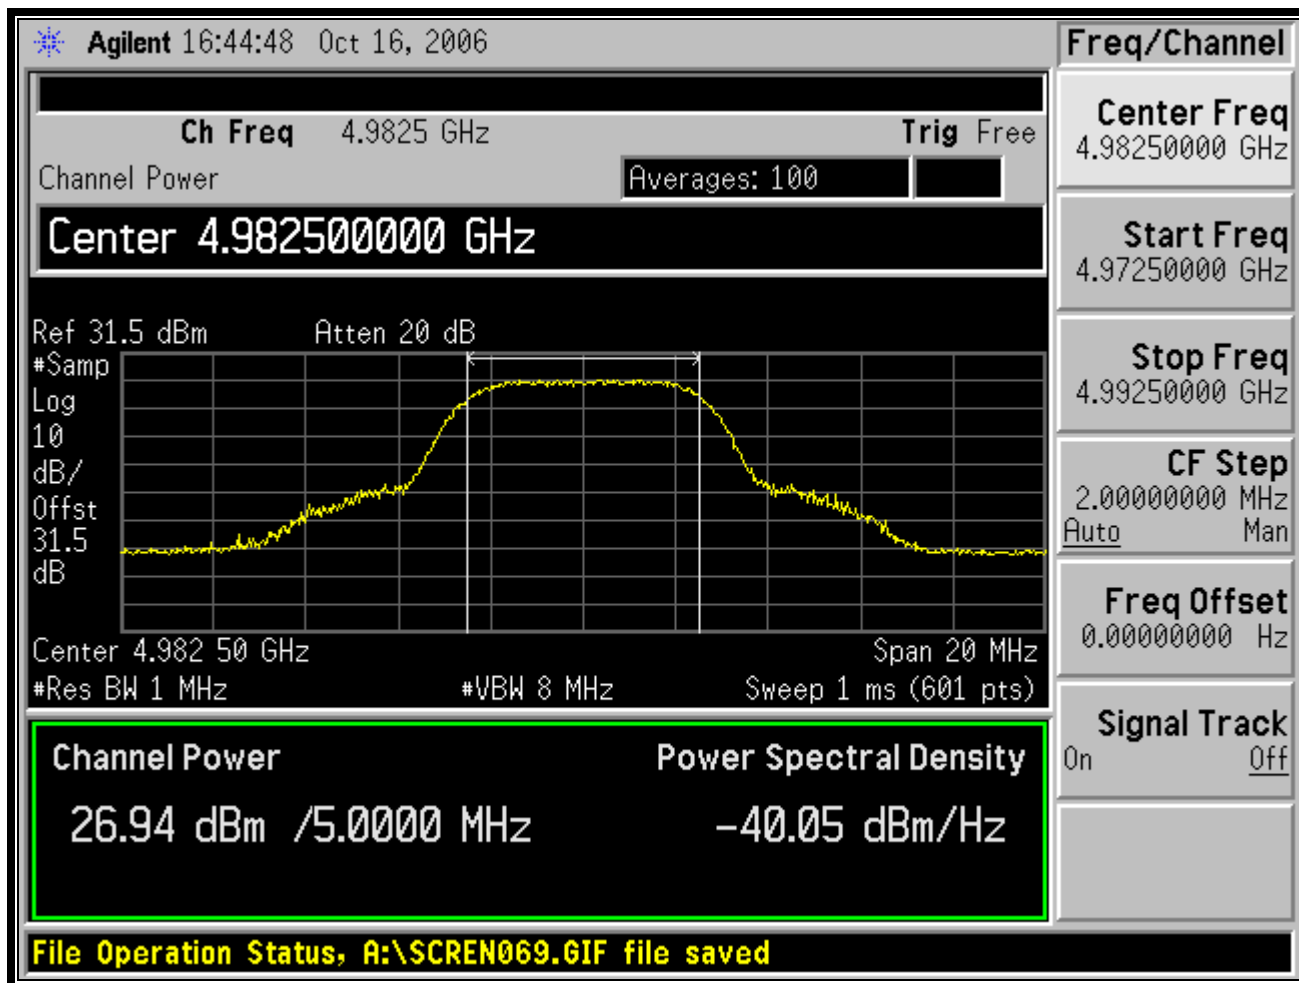 Agilent 16:44:48 Oct 16, 2006
Freq/Channel
Ch Freq 4.9825 GHz
Trig Free
Channel Power
Averages: 100
Center 4.982500000 GHz
Ref 31.5 dBm Atten 20 dB
#Samp
Log
10
dB/
Offst
31.5
dB
Center 4.982 50 GHz
Span 20 MHz
#Res BW 1 MHz
#VBW 8 MHz
Sweep 1 ms (601 pts)
Channel Power
Power Spectral Density
26.94 dBm /5.0000 MHz
-40.05 dBm/Hz
Center Freq
4.98250000 GHz
Start Freq
4.97250000 GHz
Stop Freq
4.99250000 GHz
CF Step
2.00000000 MHz
Auto Man
Freq Offset
0.00000000 Hz
Signal Track
On Off
File Operation Status, A:\SCREN069.GIF file saved